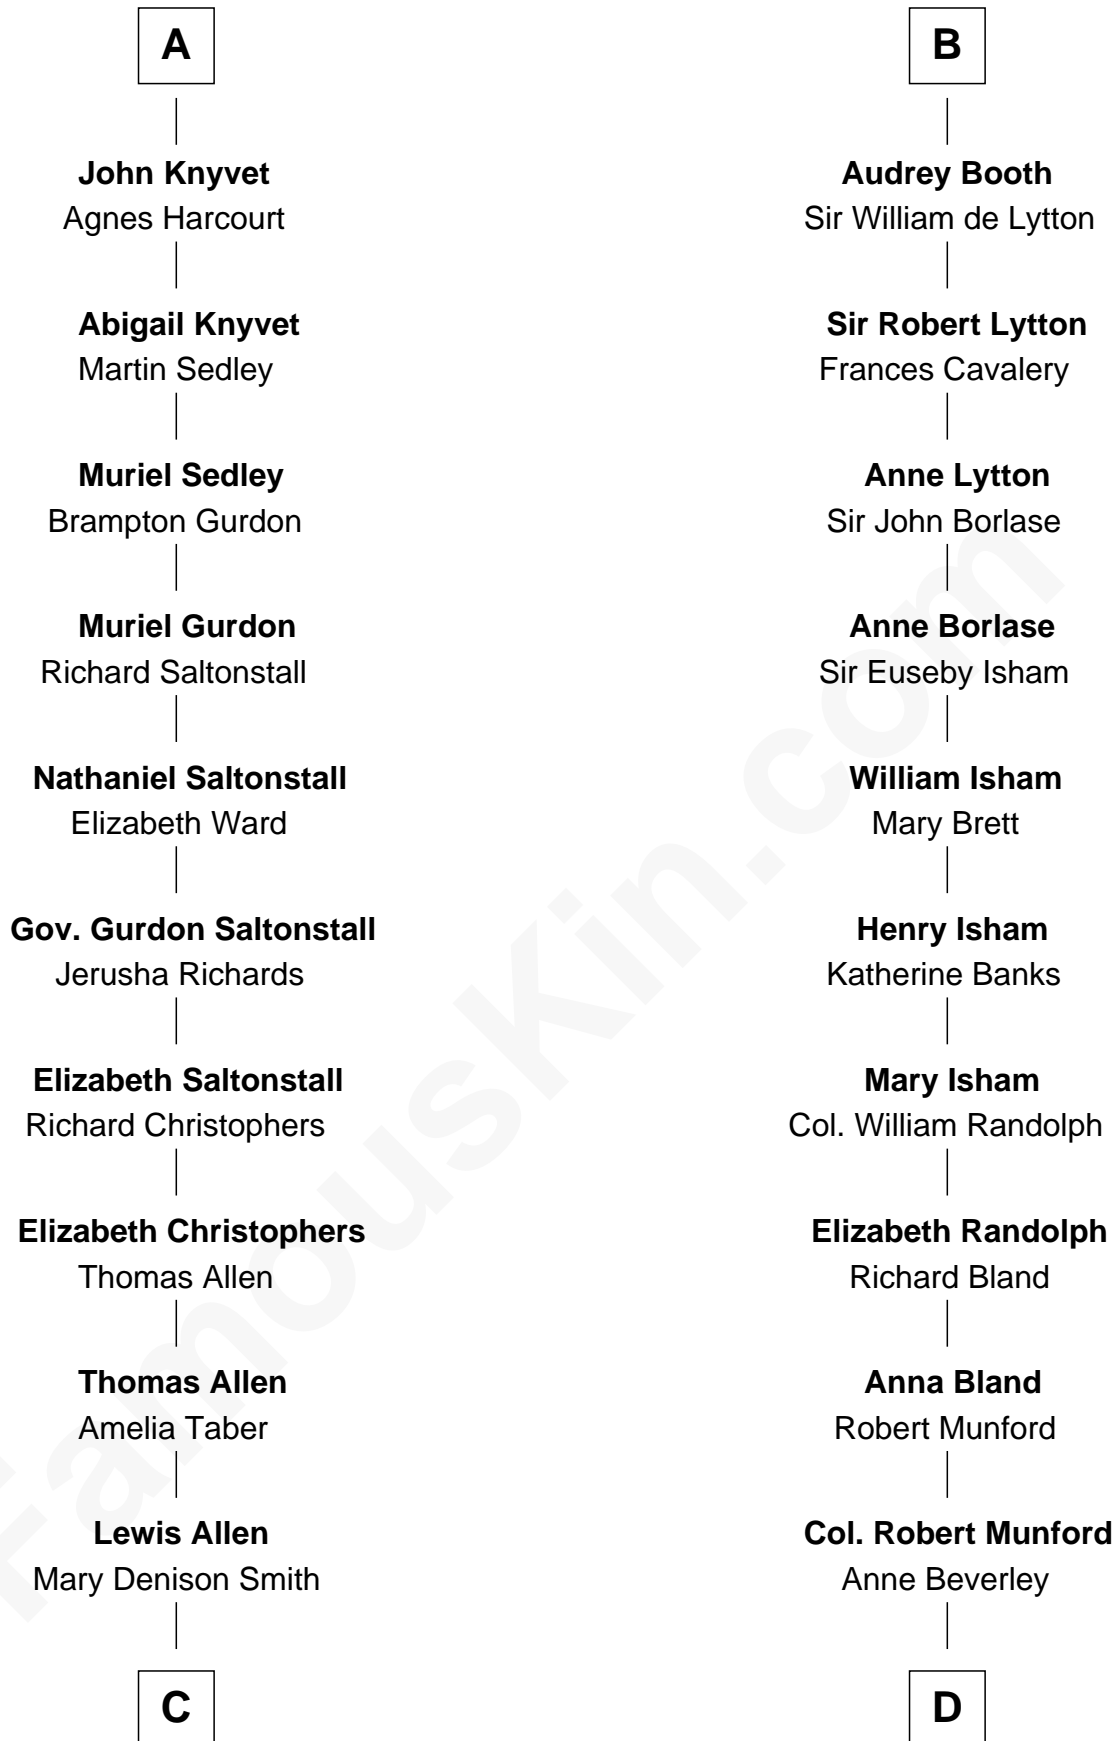 A
John Knyvet
Agnes Harcourt
Abigail Knyvet
Martin Sedley
Muriel Sedley
Brampton Gurdon
Muriel Gurdon
Richard Saltonstall
Nathaniel Saltonstall
Elizabeth Ward
Gov. Gurdon Saltonstall
Jerusha Richards
Elizabeth Saltonstall
Richard Christophers
Elizabeth Christophers
Thomas Allen
Thomas Allen
Amelia Taber
Lewis Allen
Mary Denison Smith
C
B
Audrey Booth
Sir William de Lytton
Sir Robert Lytton
Frances Cavalery
Anne Lytton
Sir John Borlase
Anne Borlase
Sir Euseby Isham
William Isham
Mary Brett
Henry Isham
Katherine Banks
Mary Isham
Col. William Randolph
Elizabeth Randolph
Richard Bland
Anna Bland
Robert Munford
Col. Robert Munford
Anne Beverley
D
FamousKin.com